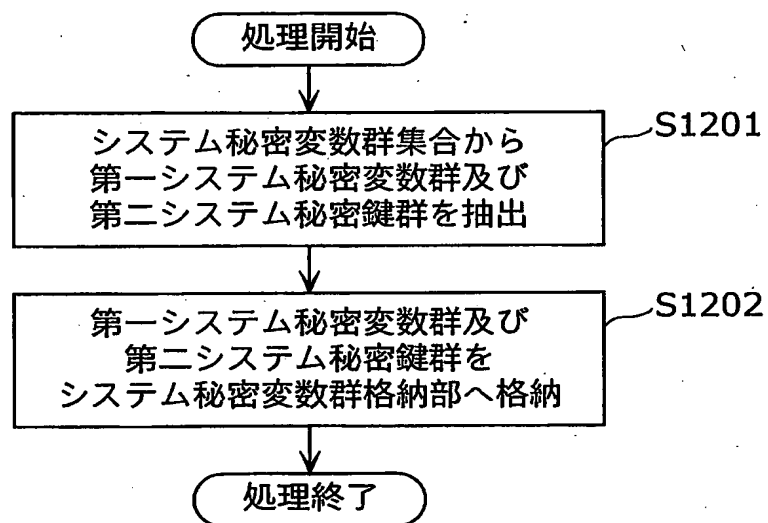 処理開始
システム秘密変数群集合から
第一システム秘密変数群及び
第二システム秘密鍵群を抽出
S1201
第一システム秘密変数群及び
第二システム秘密鍵群を
システム秘密変数群格納部へ格納
S1202
処理終了